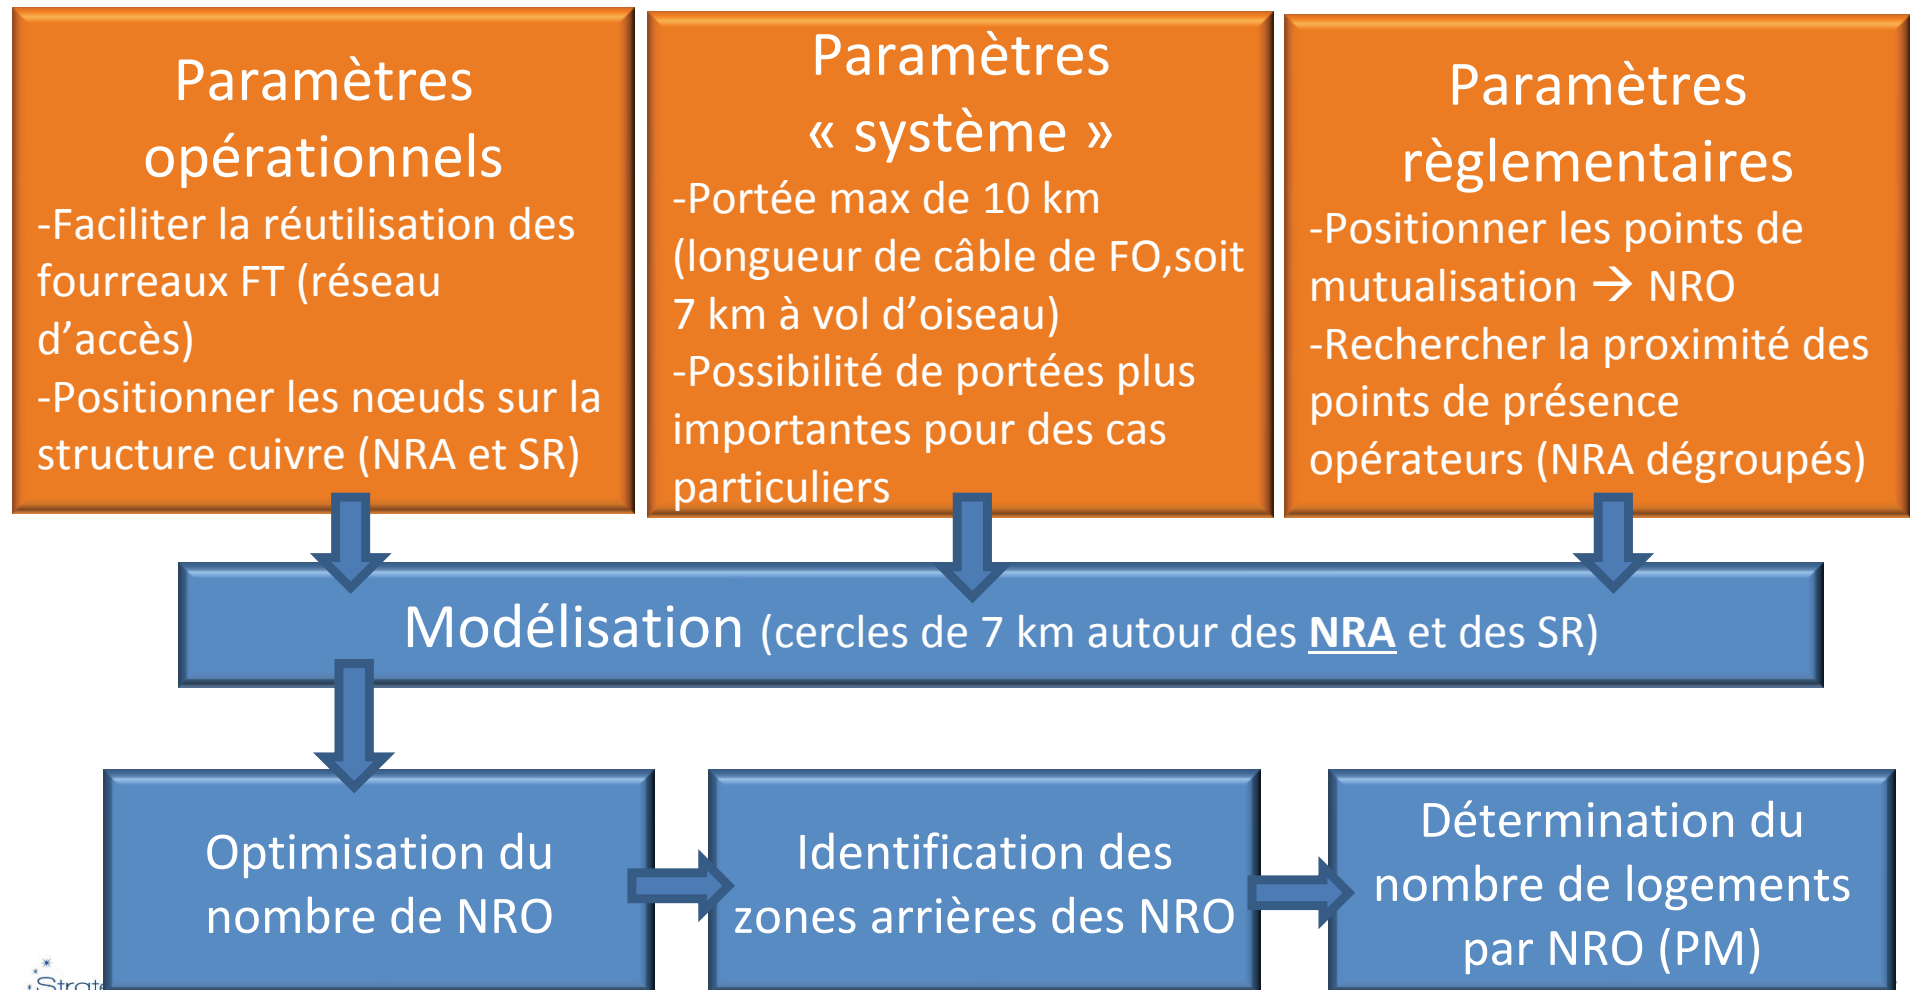 Paramètres
opérationnels
-Faciliter la réutilisation des
fourreaux FT (réseau
d’accès)
-Positionner les nœuds sur la
structure cuivre (NRA et SR)
Paramètres
« système »
-Portée max de 10 km
(longueur de câble de FO,soit
7 km à vol d’oiseau)
-Possibilité de portées plus
importantes pour des cas
particuliers
Paramètres
règlementaires
-Positionner les points de
mutualisation → NRO
-Rechercher la proximité des
points de présence
opérateurs (NRA dégroupés)
Modélisation (cercles de 7 km autour des NRA et des SR)
Optimisation du
nombre de NRO
Identification des
zones arrières des NRO
Détermination du
nombre de logements
par NRO (PM)